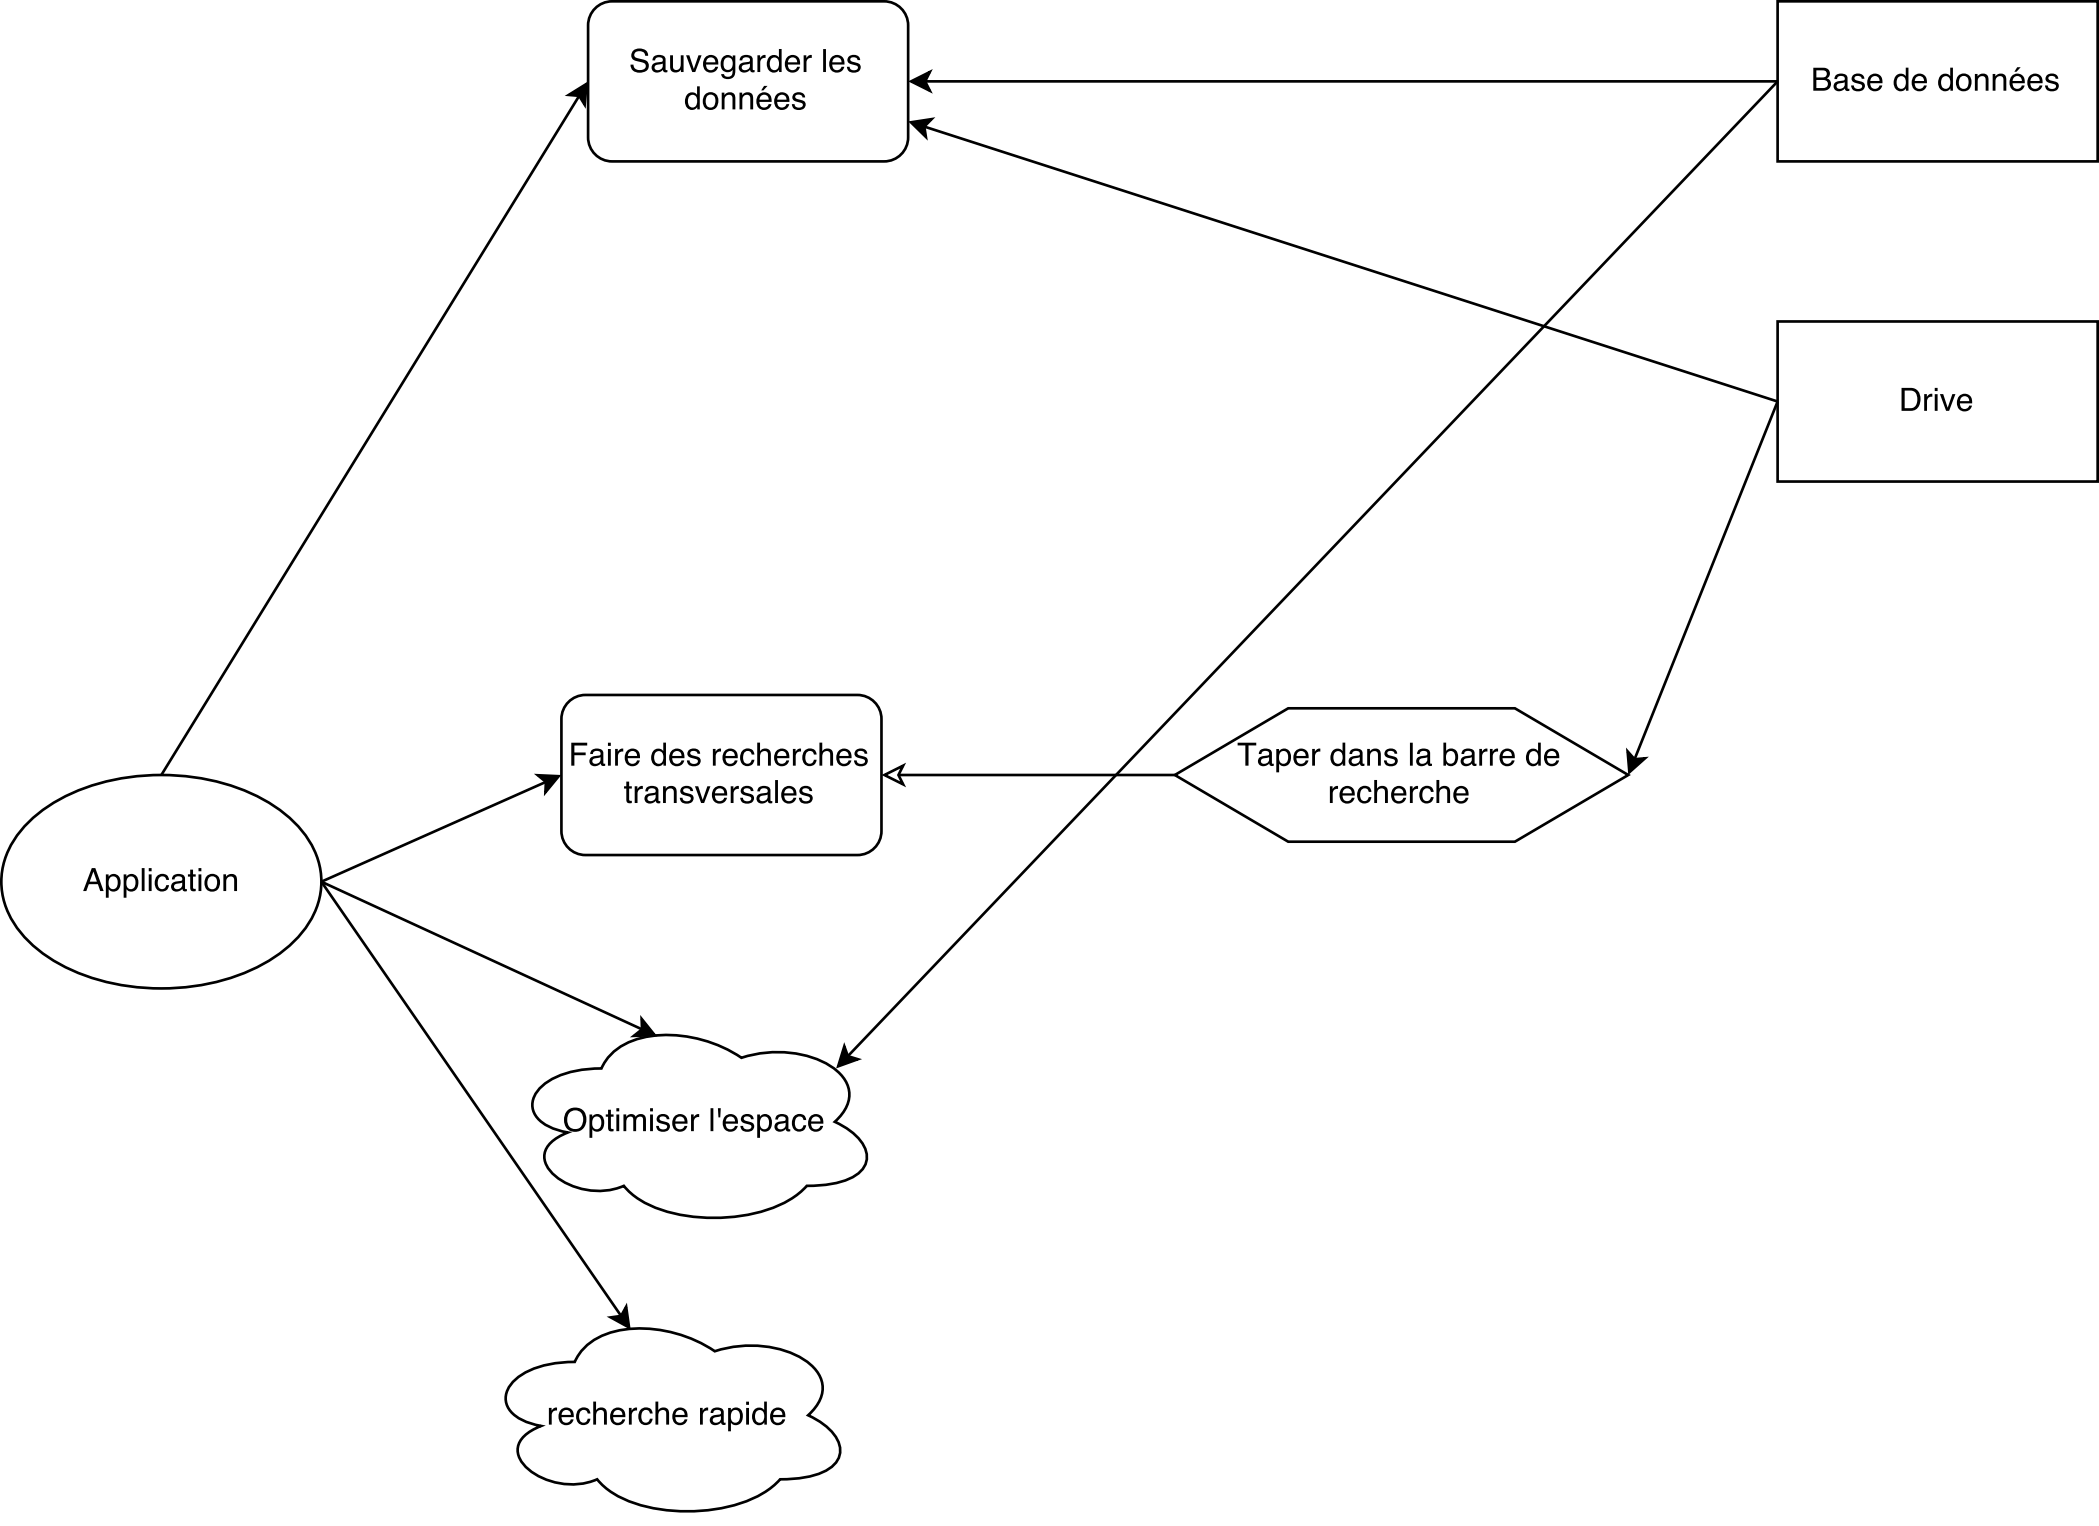 Sauvegarder les
données
Base de données
Drive
Faire des recherches
transversales
Taper dans la barre de
recherche
Application
Optimiser l'espace
recherche rapide